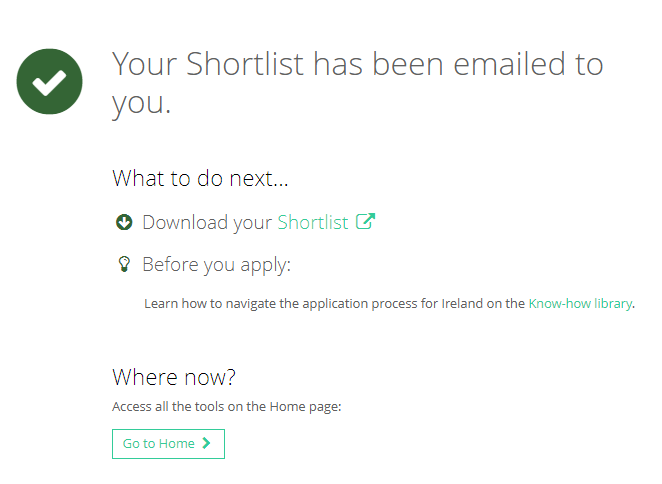 Your Shortlist has been emailed to
you.
What to do next...
Download your Shortlist
Before you apply:
Learn how to navigate the application process for Ireland on the Know-how library.
Where now?
Access all the tools on the Home page:
Go to Home